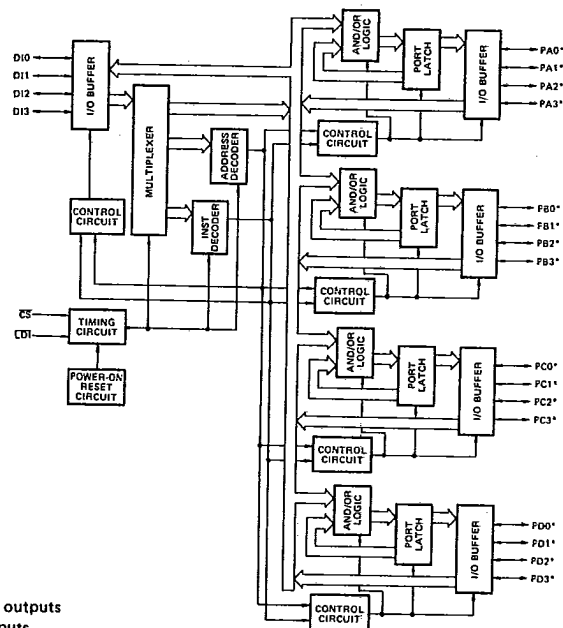 DI0
DI1
DI2
DI3
I/O BUFFER
MULTIPLEXER
CONTROL
CIRCUIT
ADDRESS
DECODER
INST
DECODER
CS
LDI
TIMING
CIRCUIT
POWER-ON
RESET
CIRCUIT
AND/OR
LOGIC
PORT
LATCH
I/O BUFFER
CONTROL
CIRCUIT
PA0*
PA1*
PA2*
PA3*
AND/OR
LOGIC
PORT
LATCH
I/O BUFFER
CONTROL
CIRCUIT
PB0*
PB1*
PB2*
PB3*
AND/OR
LOGIC
PORT
LATCH
I/O BUFFER
CONTROL
CIRCUIT
PC0*
PC1*
PC2*
PC3*
AND/OR
LOGIC
PORT
LATCH
I/O BUFFER
CONTROL
CIRCUIT
PD0*
PD1*
PD2*
PD3*
outputs